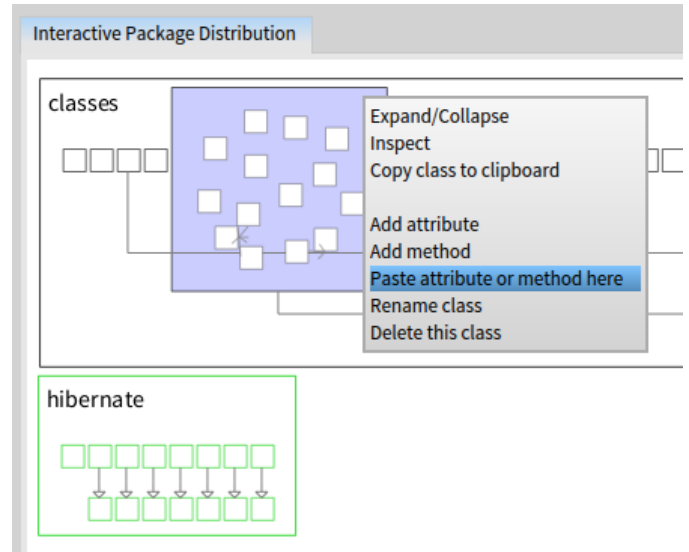 Interactive Package Distribution
classes
Expand/Collapse
Inspect
Copy class to clipboard
Add attribute
Add method
Paste attribute or method here
Rename class
Delete this class
hibernate